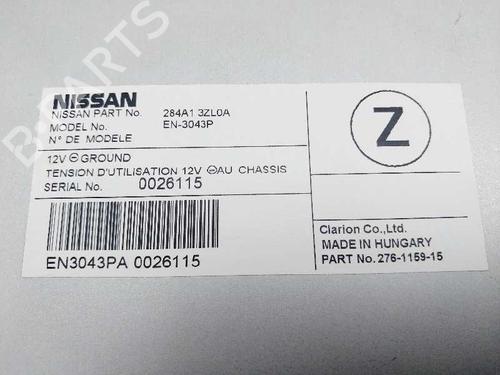 NISSAN
NISSAN PART No. 284A1 3ZL0A
MODEL No. EN-3043P
N° DE MODELE
12V ⊖ GROUND
TENSION D'UTILISATION 12V ⊖AU CHASSIS
SERIAL No. 0026115
EN3043PA 0026115
Z
Clarion Co.,Ltd.
MADE IN HUNGARY
PART No. 276-1159-15
B-PARTS